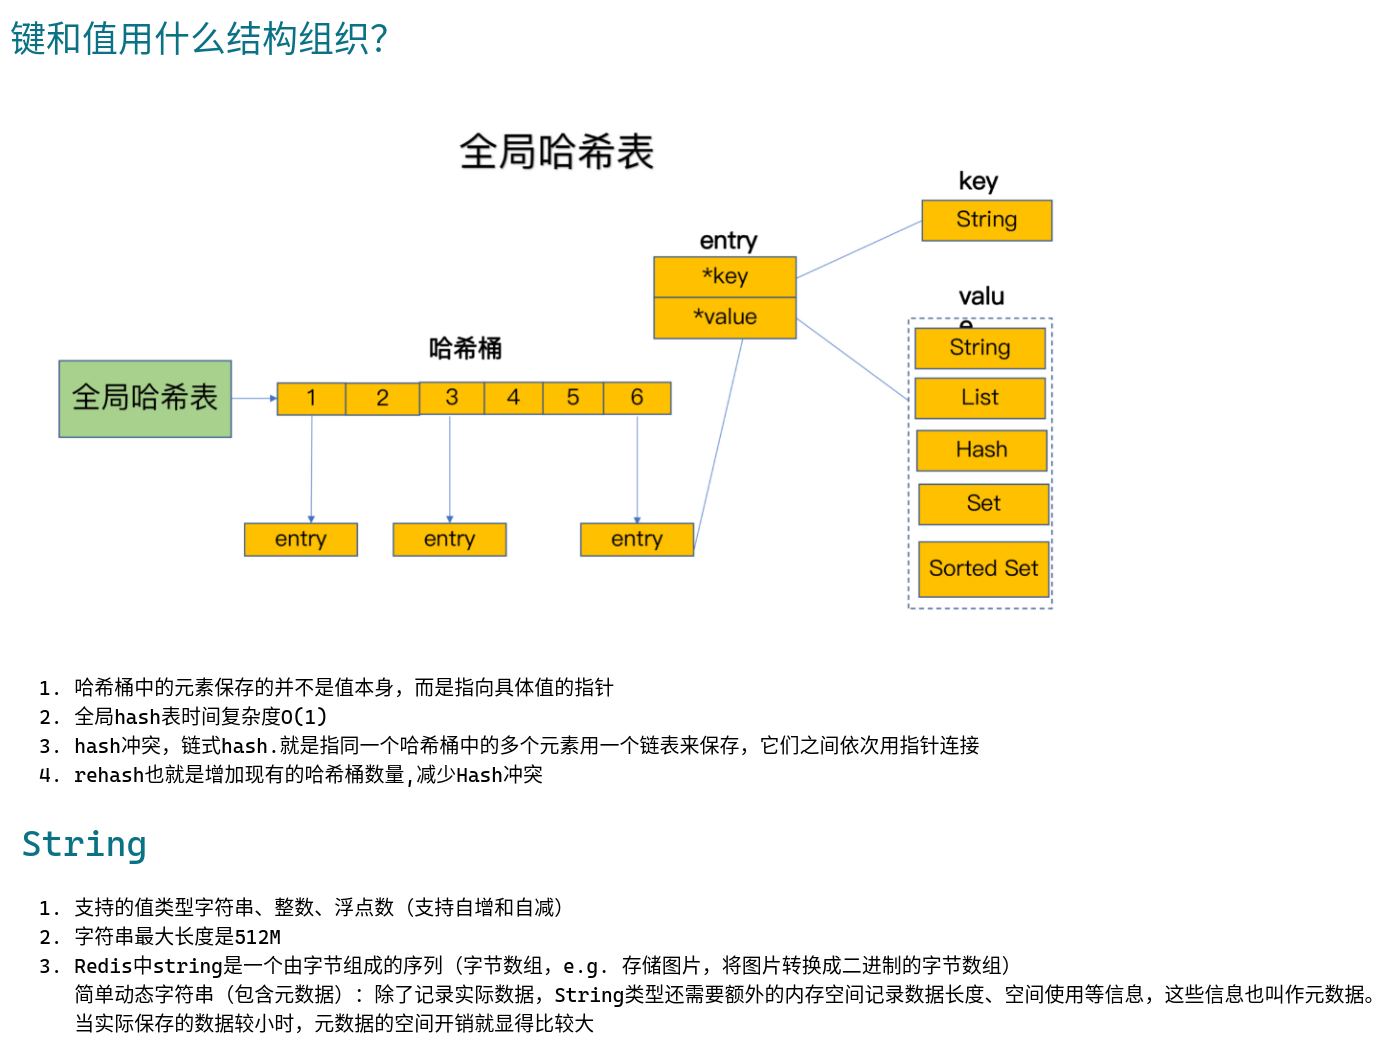 键和值用什么结构组织？
全局哈希表
key
String
entry
*key
*value
valu
e
String
List
Hash
Set
Sorted Set
哈希桶
全局哈希表
1 2 3 4 5 6
entry entry entry
1. 哈希桶中的元素保存的并不是值本身，而是指向具体值的指针
2. 全局hash表时间复杂度O(1)
3. hash冲突，链式hash.就是指同一个哈希桶中的多个元素用一个链表来保存，它们之间依次用指针连接
4. rehash也就是增加现有的哈希桶数量,减少Hash冲突
String
1. 支持的值类型字符串、整数、浮点数（支持自增和自减）
2. 字符串最大长度是512M
3. Redis中string是一个由字节组成的序列（字节数组，e.g. 存储图片，将图片转换成二进制的字节数组）
简单动态字符串（包含元数据）：除了记录实际数据，String类型还需要额外的内存空间记录数据长度、空间使用等信息，这些信息也叫作元数据。
当实际保存的数据较小时，元数据的空间开销就显得比较大